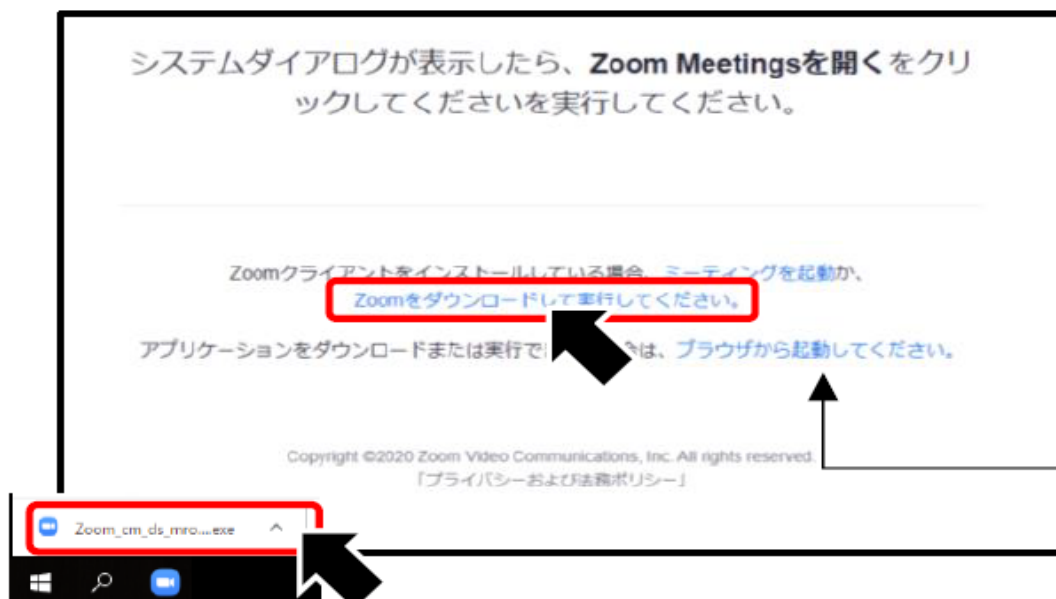 システムダイアログが表示したら、Zoom Meetingsを開くをクリ
ックしてくださいを実行してください。
Zoomクライアントをインストールしている場合、ミーティングを起動か、
Zoomをダウンロードして実行してください。
アプリケーションをダウンロードまたは実行で 合は、ブラウザから起動してください。
Copyright ©2020 Zoom Video Communications, Inc. All rights reserved.
「プライバシーおよび法務ポリシー」
Zoom_cm_ds_mro....exe